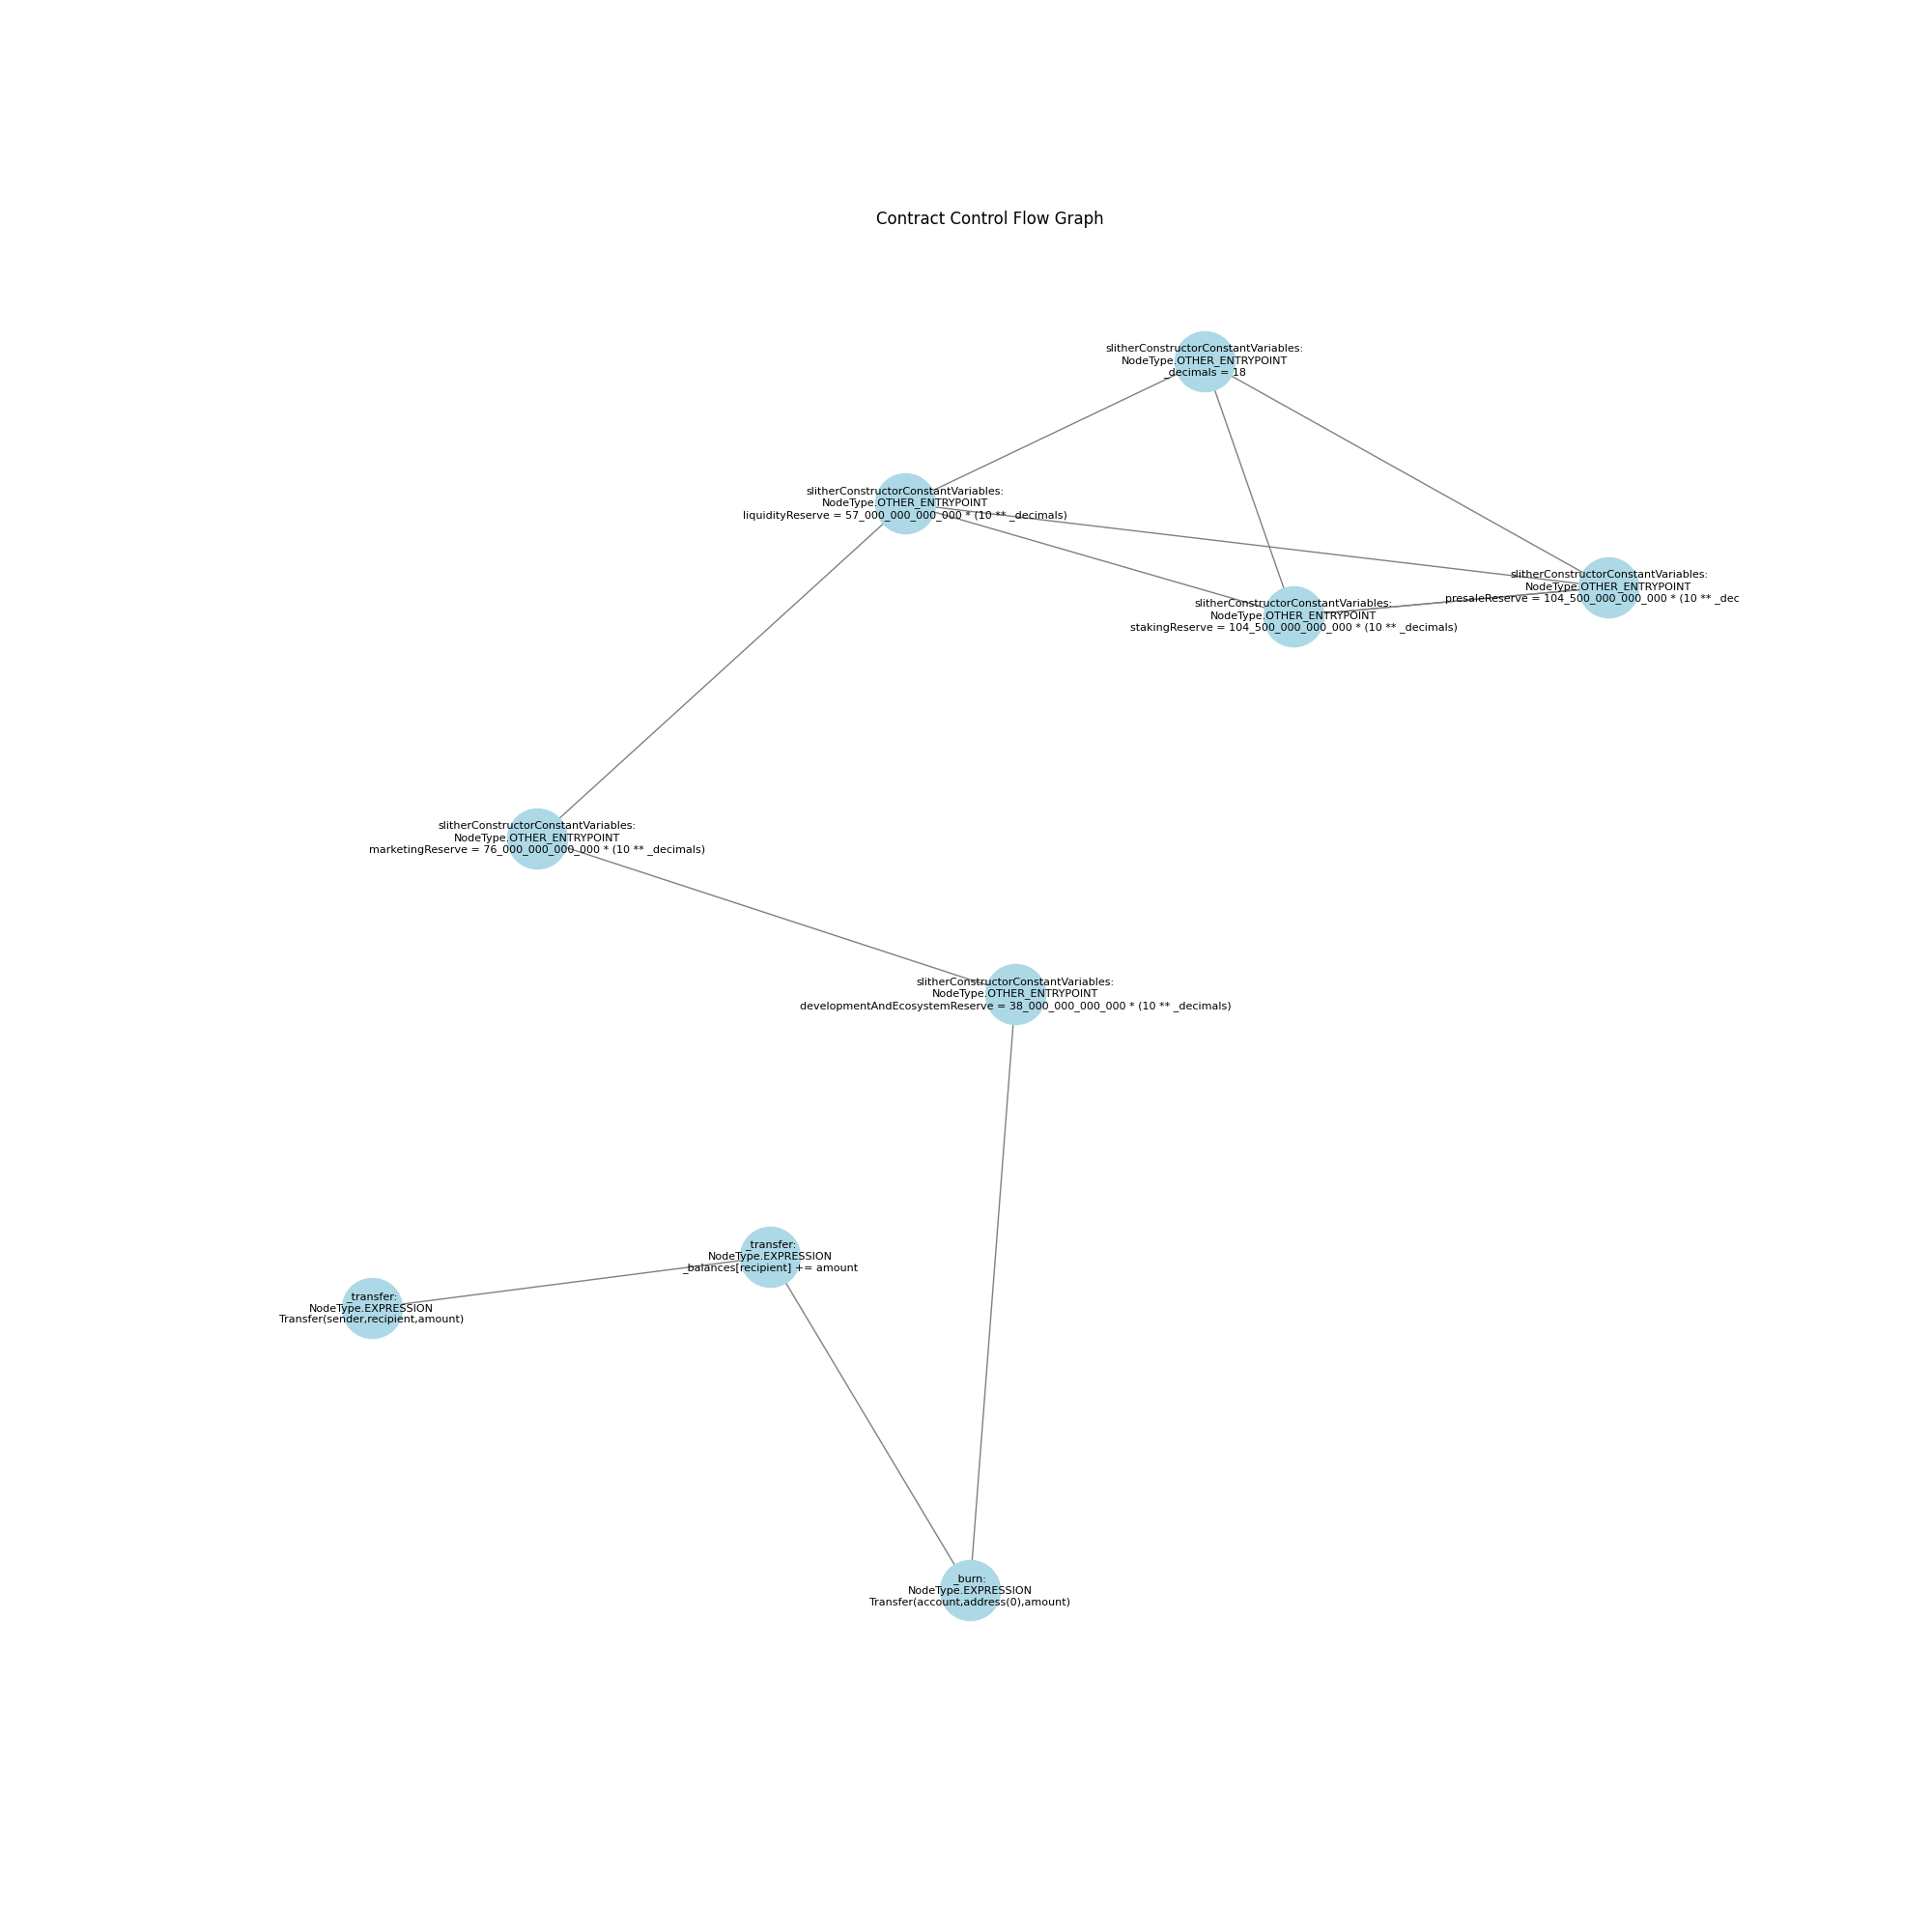 Contract Control Flow Graph
slitherConstructorConstantVariables:
NodeType.OTHER_ENTRYPOINT
_decimals = 18
slitherConstructorConstantVariables:
NodeType.OTHER_ENTRYPOINT
liquidityReserve = 57_000_000_000_000 * (10 ** _decimals)
slitherConstructorConstantVariables:
NodeType.OTHER_ENTRYPOINT
presaleReserve = 104_500_000_000_000 * (10 ** _dec
slitherConstructorConstantVariables:
NodeType.OTHER_ENTRYPOINT
stakingReserve = 104_500_000_000_000 * (10 ** _decimals)
slitherConstructorConstantVariables:
NodeType.OTHER_ENTRYPOINT
marketingReserve = 76_000_000_000_000 * (10 ** _decimals)
slitherConstructorConstantVariables:
NodeType.OTHER_ENTRYPOINT
developmentAndEcosystemReserve = 38_000_000_000_000 * (10 ** _decimals)
_transfer:
NodeType.EXPRESSION
_balances[recipient] += amount
_transfer:
NodeType.EXPRESSION
Transfer(sender,recipient,amount)
_burn:
NodeType.EXPRESSION
Transfer(account,address(0),amount)